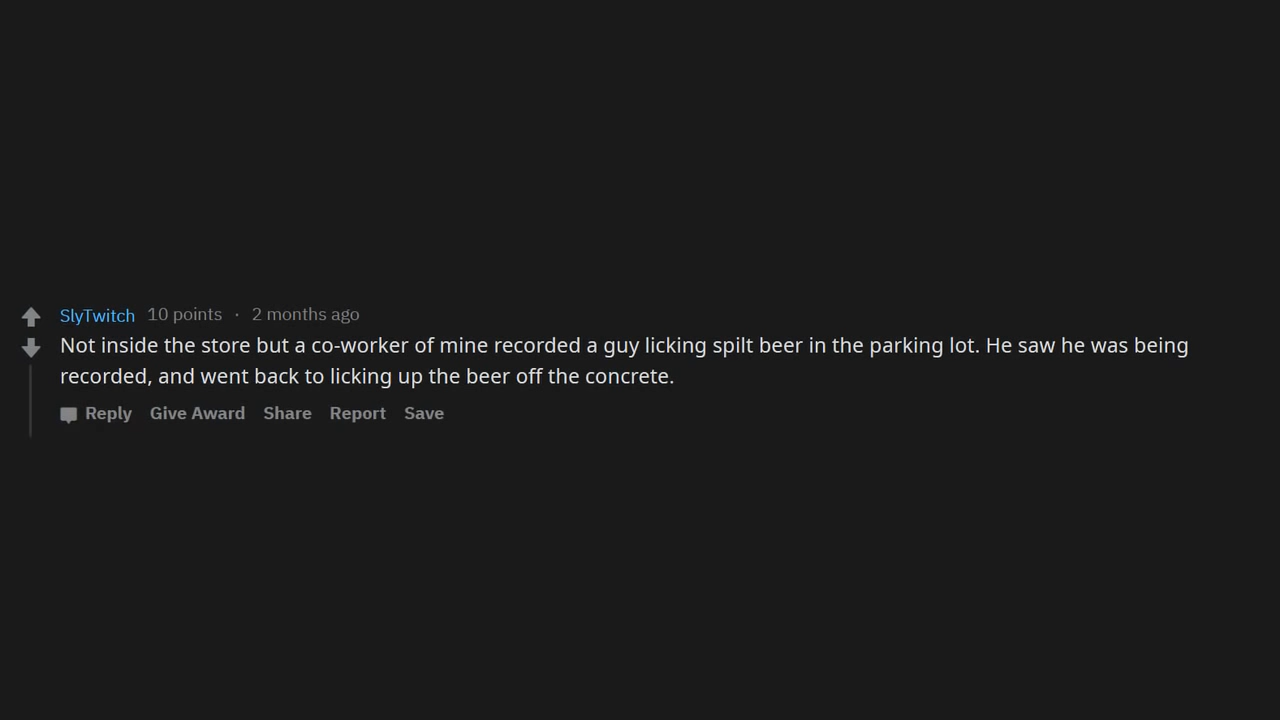 SlyTwitch 10 points · 2 months ago
Not inside the store but a co-worker of mine recorded a guy licking spilt beer in the parking lot. He saw he was being
recorded, and went back to licking up the beer off the concrete.
Reply Give Award Share Report Save